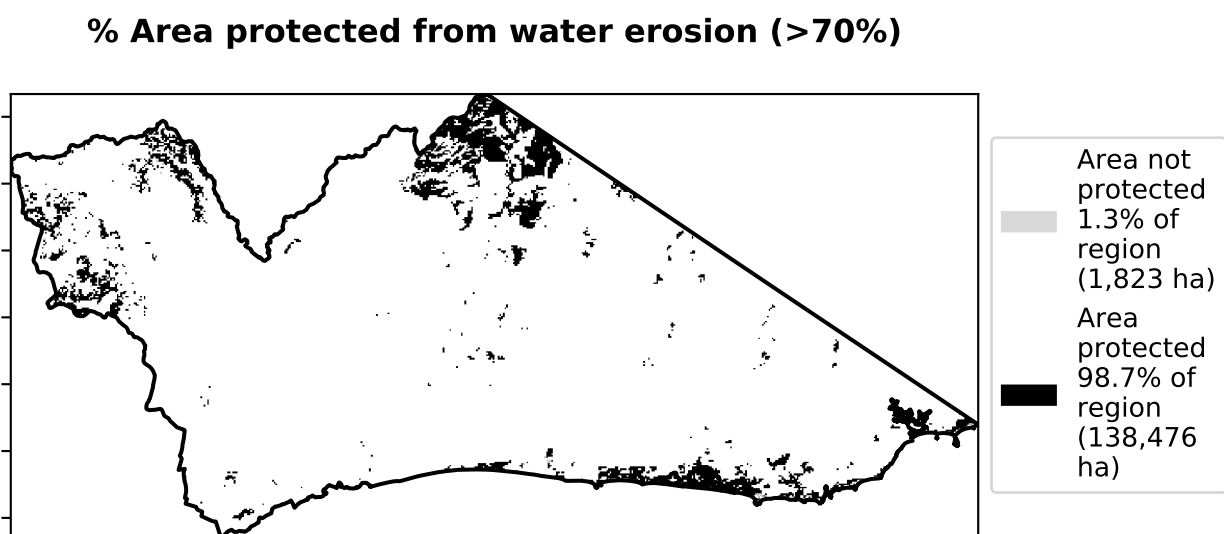 % Area protected from water erosion (>70%)
Area not
protected
1.3% of
region
(1,823 ha)
Area
protected
98.7% of
region
(138,476
ha)